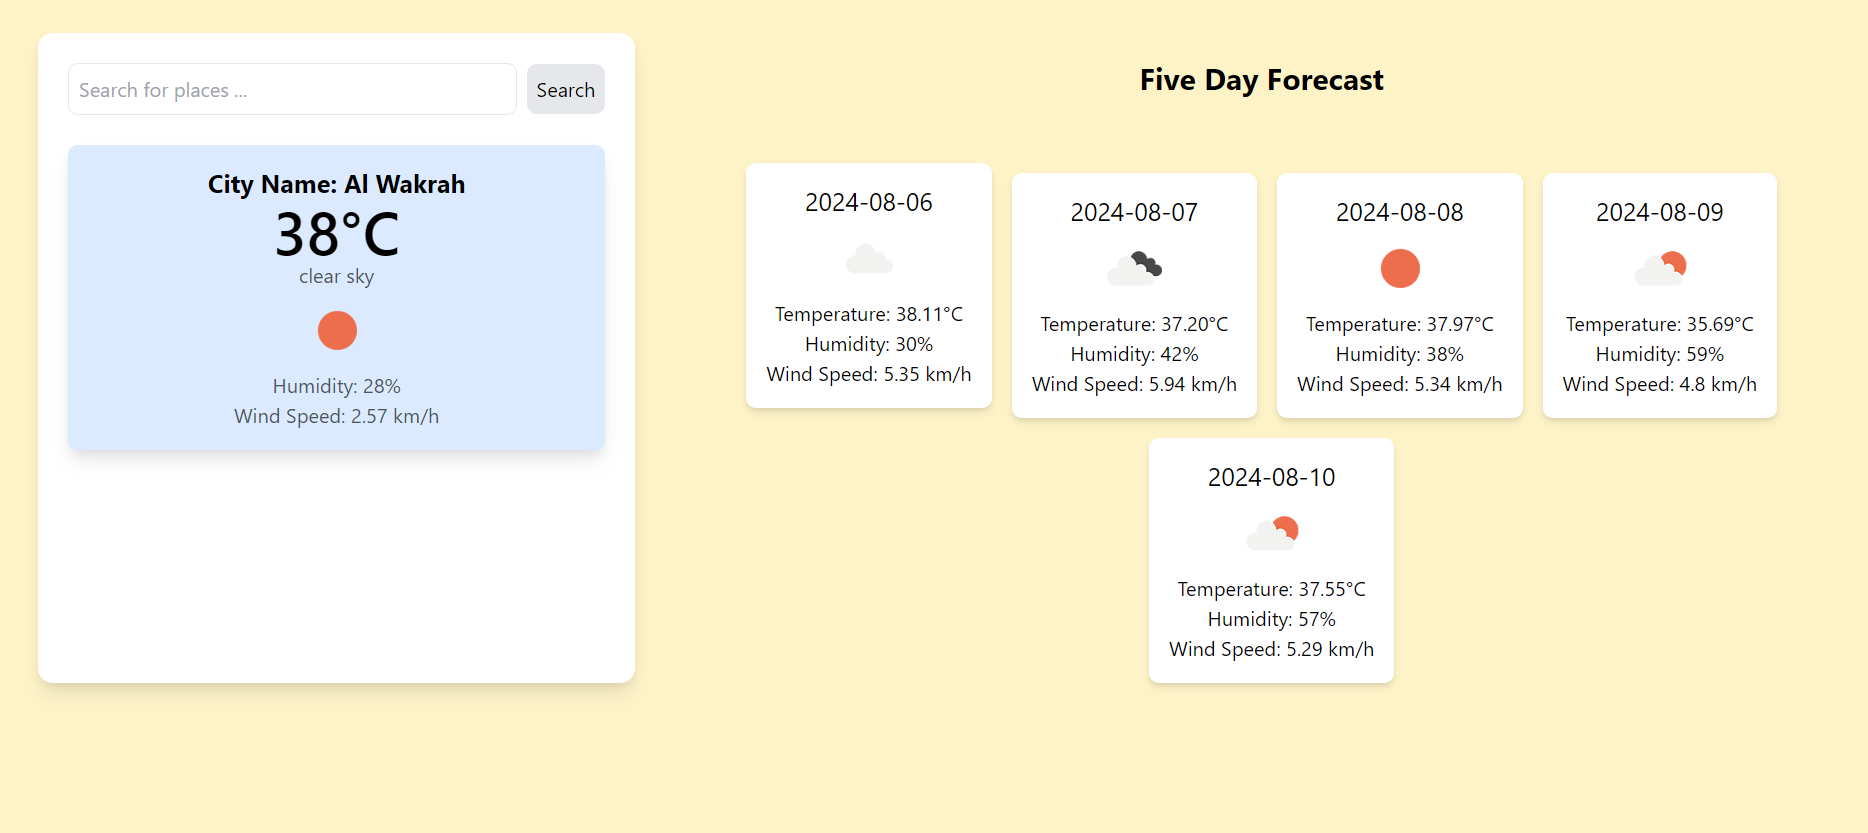 Search for places ...
Search
City Name: Al Wakrah
38°C
clear sky
Humidity: 28%
Wind Speed: 2.57 km/h
Five Day Forecast
2024-08-06
Temperature: 38.11°C
Humidity: 30%
Wind Speed: 5.35 km/h
2024-08-07
Temperature: 37.20°C
Humidity: 42%
Wind Speed: 5.94 km/h
2024-08-08
Temperature: 37.97°C
Humidity: 38%
Wind Speed: 5.34 km/h
2024-08-09
Temperature: 35.69°C
Humidity: 59%
Wind Speed: 4.8 km/h
2024-08-10
Temperature: 37.55°C
Humidity: 57%
Wind Speed: 5.29 km/h